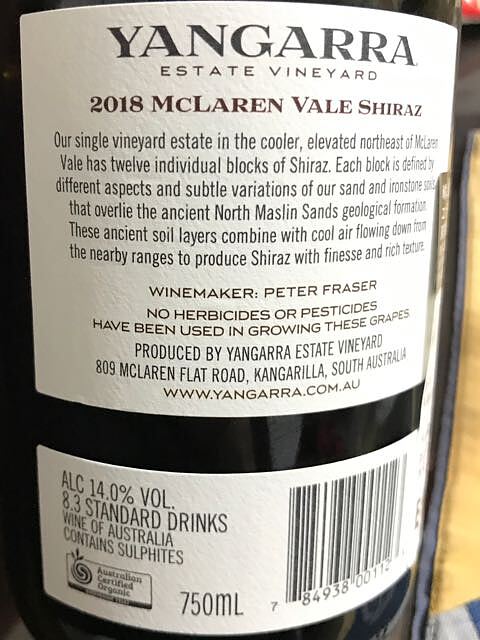 YANGARRA
ESTATE VINEYARD
2018 MCLAREN VALE SHIRAZ
Our single vineyard estate in the cooler, elevated northeast of McLaren
Vale has twelve individual blocks of Shiraz. Each block is defined by
different aspects and subtle variations of our sand and ironstone soils
that overlie the ancient North Maslin Sands geological formation.
These ancient soil layers combine with cool air flowing down from
the nearby ranges to produce Shiraz with finesse and rich texture.
WINEMAKER: PETER FRASER
NO HERBICIDES OR PESTICIDES
HAVE BEEN USED IN GROWING THESE GRAPES
PRODUCED BY YANGARRA ESTATE VINEYARD
809 MCLAREN FLAT ROAD, KANGARILLA, SOUTH AUSTRALIA
WWW.YANGARRA.COM.AU
ALC 14.0% VOL.
8.3 STANDARD DRINKS
WINE OF AUSTRALIA
CONTAINS SULPHITES
Australian
Certified
Organic
750mL
7 84938 00112